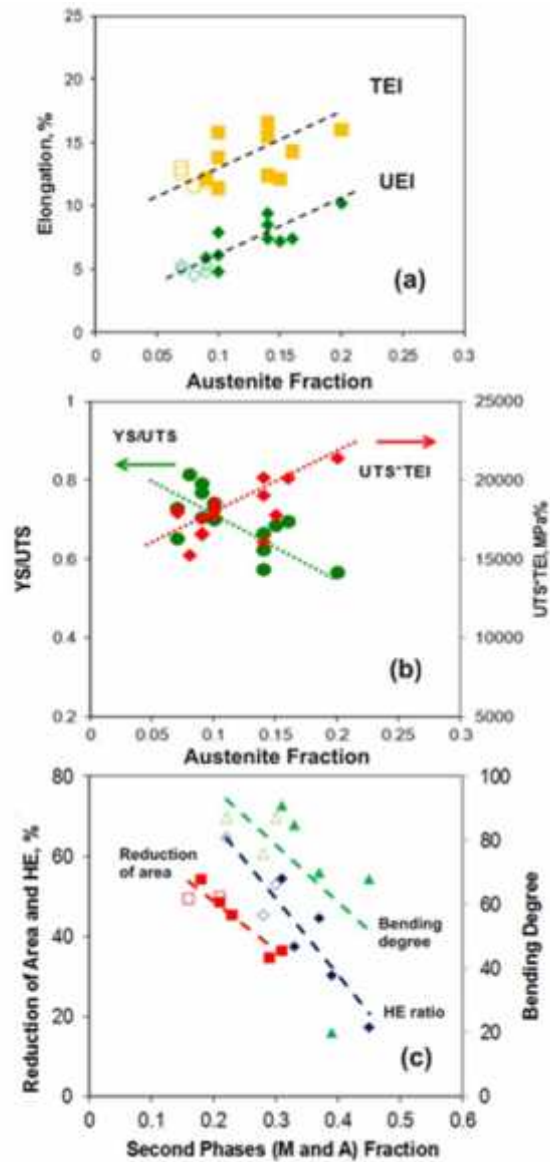 25
20
15
10
5
0
Elongation, %
TEI
UEI
(a)
0 0.05 0.1 0.15 0.2 0.25 0.3
Austenite Fraction
1
0.8
0.6
0.4
0.2
YS/UTS
YS/UTS
UTS*TEI
(b)
25000
20000
15000
10000
5000
UTS*TEI, MPa%
0 0.05 0.1 0.15 0.2 0.25 0.3
Austenite Fraction
80
60
40
20
0
Reduction of Area and HE, %
Reduction
of area
Bending
degree
HE ratio
(c)
100
80
60
40
20
0
Bending Degree
0.1 0.2 0.3 0.4 0.5 0.6
Second Phases (M and A) Fraction